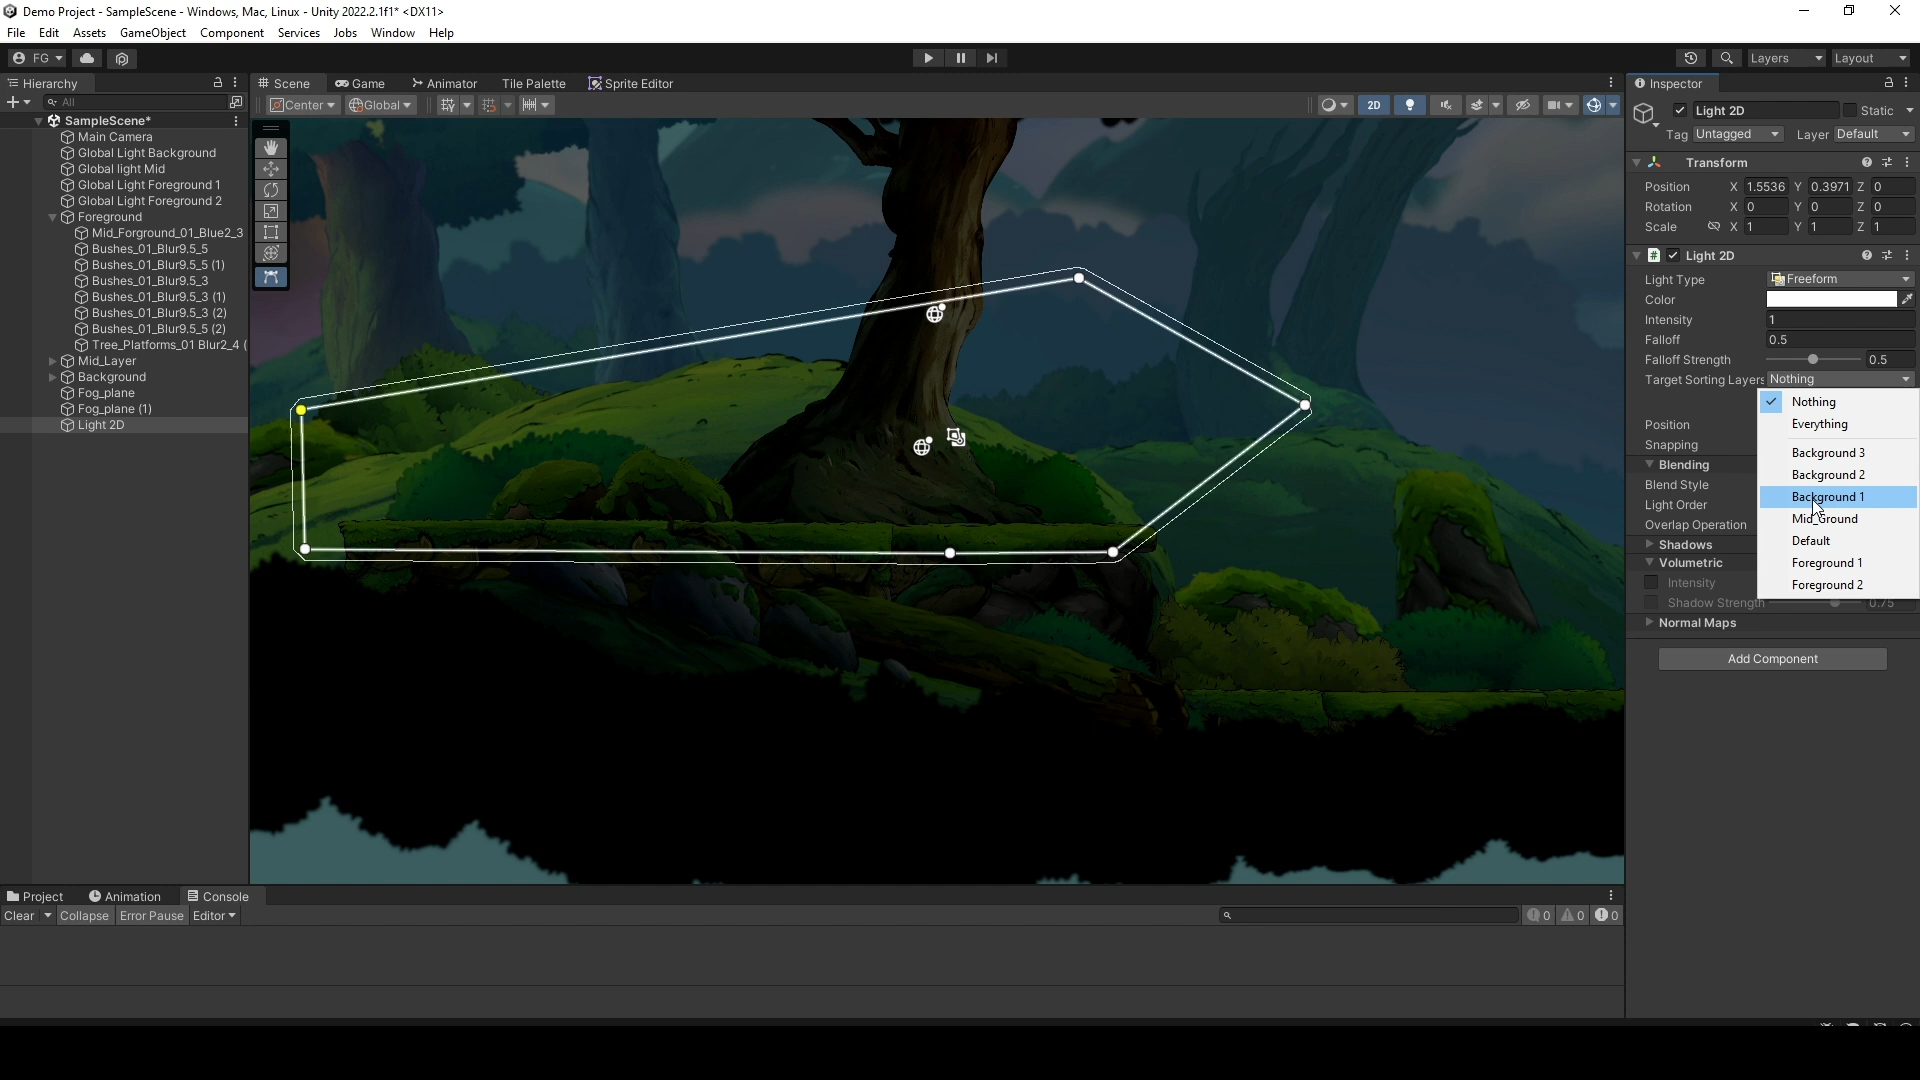 Demo Project - SampleScene - Windows, Mac, Linux - Unity 2022.2.1f1* <DX11>
File Edit Assets GameObject Component Services Jobs Window Help
FG
Layers Layout
Hierarchy
All
SampleScene*
Main Camera
Global Light Background
Global light Mid
Global Light Foreground 1
Global Light Foreground 2
Foreground
Mid_Forground_01_Blue2_3
Bushes_01_Blur9.5_5
Bushes_01_Blur9.5_5 (1)
Bushes_01_Blur9.5_3
Bushes_01_Blur9.5_3 (1)
Bushes_01_Blur9.5_3 (2)
Bushes_01_Blur9.5_5 (2)
Tree_Platforms_01 Blur2_4 (
Mid_Layer
Background
Fog_plane
Fog_plane (1)
Light 2D
Scene Game Animator Tile Palette Sprite Editor
Center Global 2D
Inspector
Light 2D Static
Tag Untagged Layer Default
Transform
Position X 1.5536 Y 0.3971 Z 0
Rotation X 0 Y 0 Z 0
Scale X 1 Y 1 Z 1
Light 2D
Light Type Freeform
Color
Intensity 1
Falloff 0.5
Falloff Strength 0.5
Target Sorting Layers Nothing
Nothing
Everything
Background 3
Background 2
Background 1
Mid_Ground
Default
Foreground 1
Foreground 2
Position
Snapping
Blending
Blend Style
Light Order
Overlap Operation
Shadows
Volumetric
Intensity
Shadow Strength 0.75
Normal Maps
Add Component
Project Animation Console
Clear Collapse Error Pause Editor
0 0 0